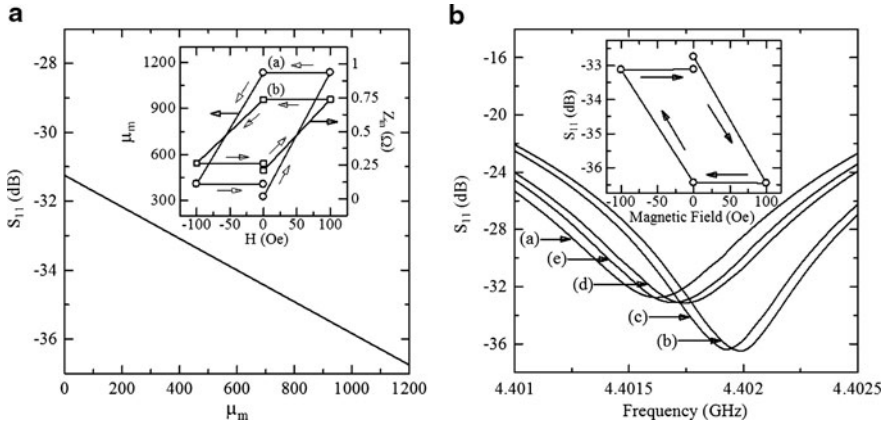 a
S11 (dB)
-28
-30
-32
-34
-36
0
200
400
600
800
1000
1200
μm
μm
1200
900
600
300
-100
-50
0
50
100
H (Oe)
1
0.75
0.5
0.25
0
Zm (Ω)
(a)
(b)
b
S11 (dB)
-16
-20
-24
-28
-32
-36
4.401
4.4015
4.402
4.4025
Frequency (GHz)
(a)
(e)
(d)
(c)
(b)
S11 (dB)
-33
-34
-35
-36
-100
-50
0
50
100
Magnetic Field (Oe)